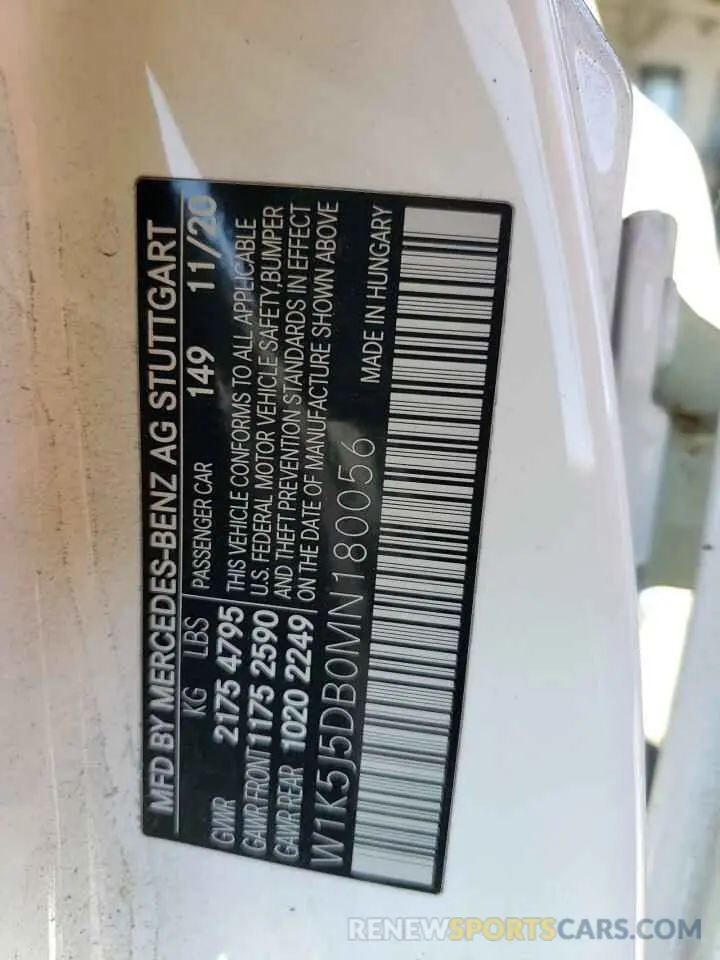 MFD BY MERCEDES-BENZ AG STUTTGART
KG LBS PASSENGER CAR 149 11/20
GWR 2175 4795
GAWR FRONT 1175 2590
GAWR REAR 1020 2249
THIS VEHICLE CONFORMS TO ALL APPLICABLE
U.S. FEDERAL MOTOR VEHICLE SAFETY,BUMPER
AND THEFT PREVENTION STANDARDS IN EFFECT
ON THE DATE OF MANUFACTURE SHOWN ABOVE
W1K5J5DB0MN180056 MADE IN HUNGARY
RENEWSPORTSCARS.COM